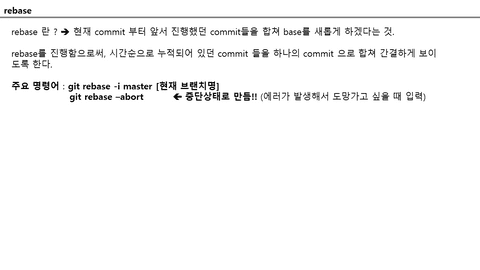 rebase
rebase 란 ? → 현재 commit 부터 앞서 진행했던 commit들을 합쳐 base를 새롭게 하겠다는 것.
rebase를 진행함으로써, 시간순으로 누적되어 있던 commit 들을 하나의 commit 으로 합쳐 간결하게 보이
도록 한다.
주요 명령어 : git rebase -i master [현재 브랜치명]
git rebase –abort ← 중단상태로 만듬!! (에러가 발생해서 도망가고 싶을 때 입력)